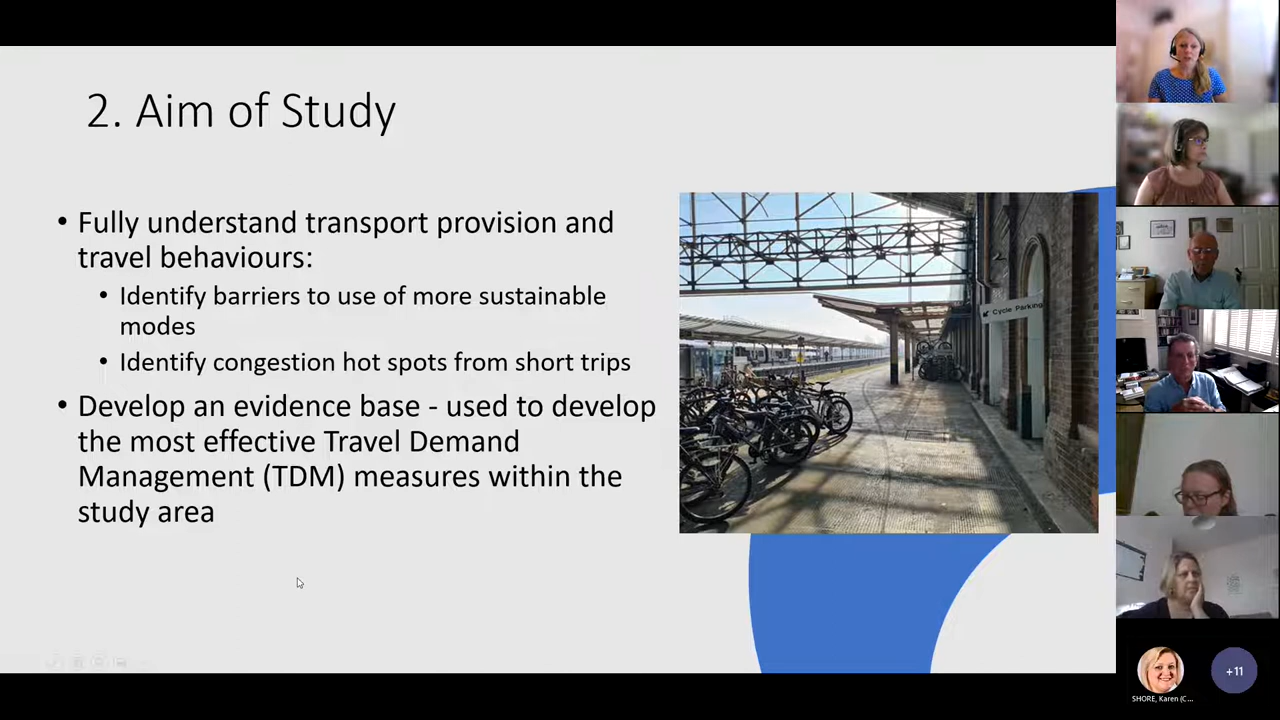 2. Aim of Study
• Fully understand transport provision and
travel behaviours:
• Identify barriers to use of more sustainable
modes
• Identify congestion hot spots from short trips
• Develop an evidence base - used to develop
the most effective Travel Demand
Management (TDM) measures within the
study area
Cycle Parking
+11
SHORE, Karen (C...